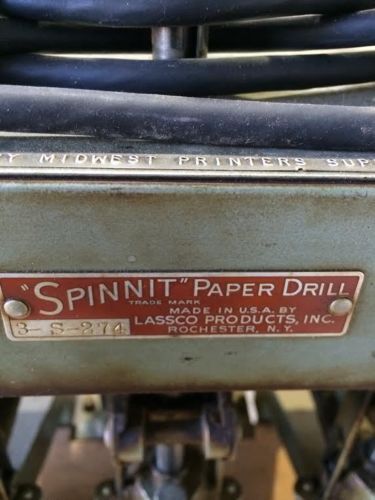 Y MIDWEST PRINTERS SUP
"SPINNIT" PAPER DRILL
TRADE MARK
MADE IN U.S.A. BY
3-S-274
LASSCO PRODUCTS, INC.
ROCHESTER, N.Y.